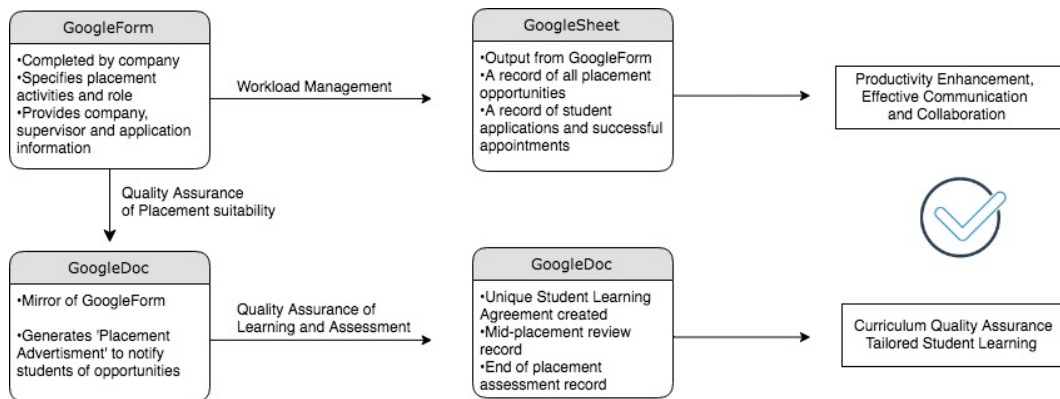 GoogleForm
•Completed by company
•Specifies placement
activities and role
•Provides company,
supervisor and application
information
Workload Management
GoogleSheet
•Output from GoogleForm
•A record of all placement
opportunities
•A record of student
applications and successful
appointments
Productivity Enhancement,
Effective Communication
and Collaboration
Quality Assurance
of Placement suitability
GoogleDoc
•Mirror of GoogleForm
•Generates 'Placement
Advertisment' to notify
students of opportunities
Quality Assurance of
Learning and Assessment
GoogleDoc
•Unique Student Learning
Agreement created
•Mid-placement review
record
•End of placement
assessment record
Curriculum Quality Assurance
Tailored Student Learning